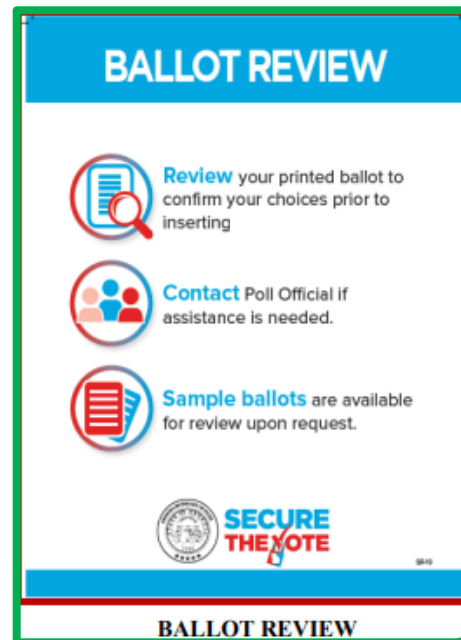 BALLOT REVIEW
Review your printed ballot to
confirm your choices prior to
inserting
Contact Poll Official if
assistance is needed.
Sample ballots are available
for review upon request.
SECURE
THE VOTE
BALLOT REVIEW